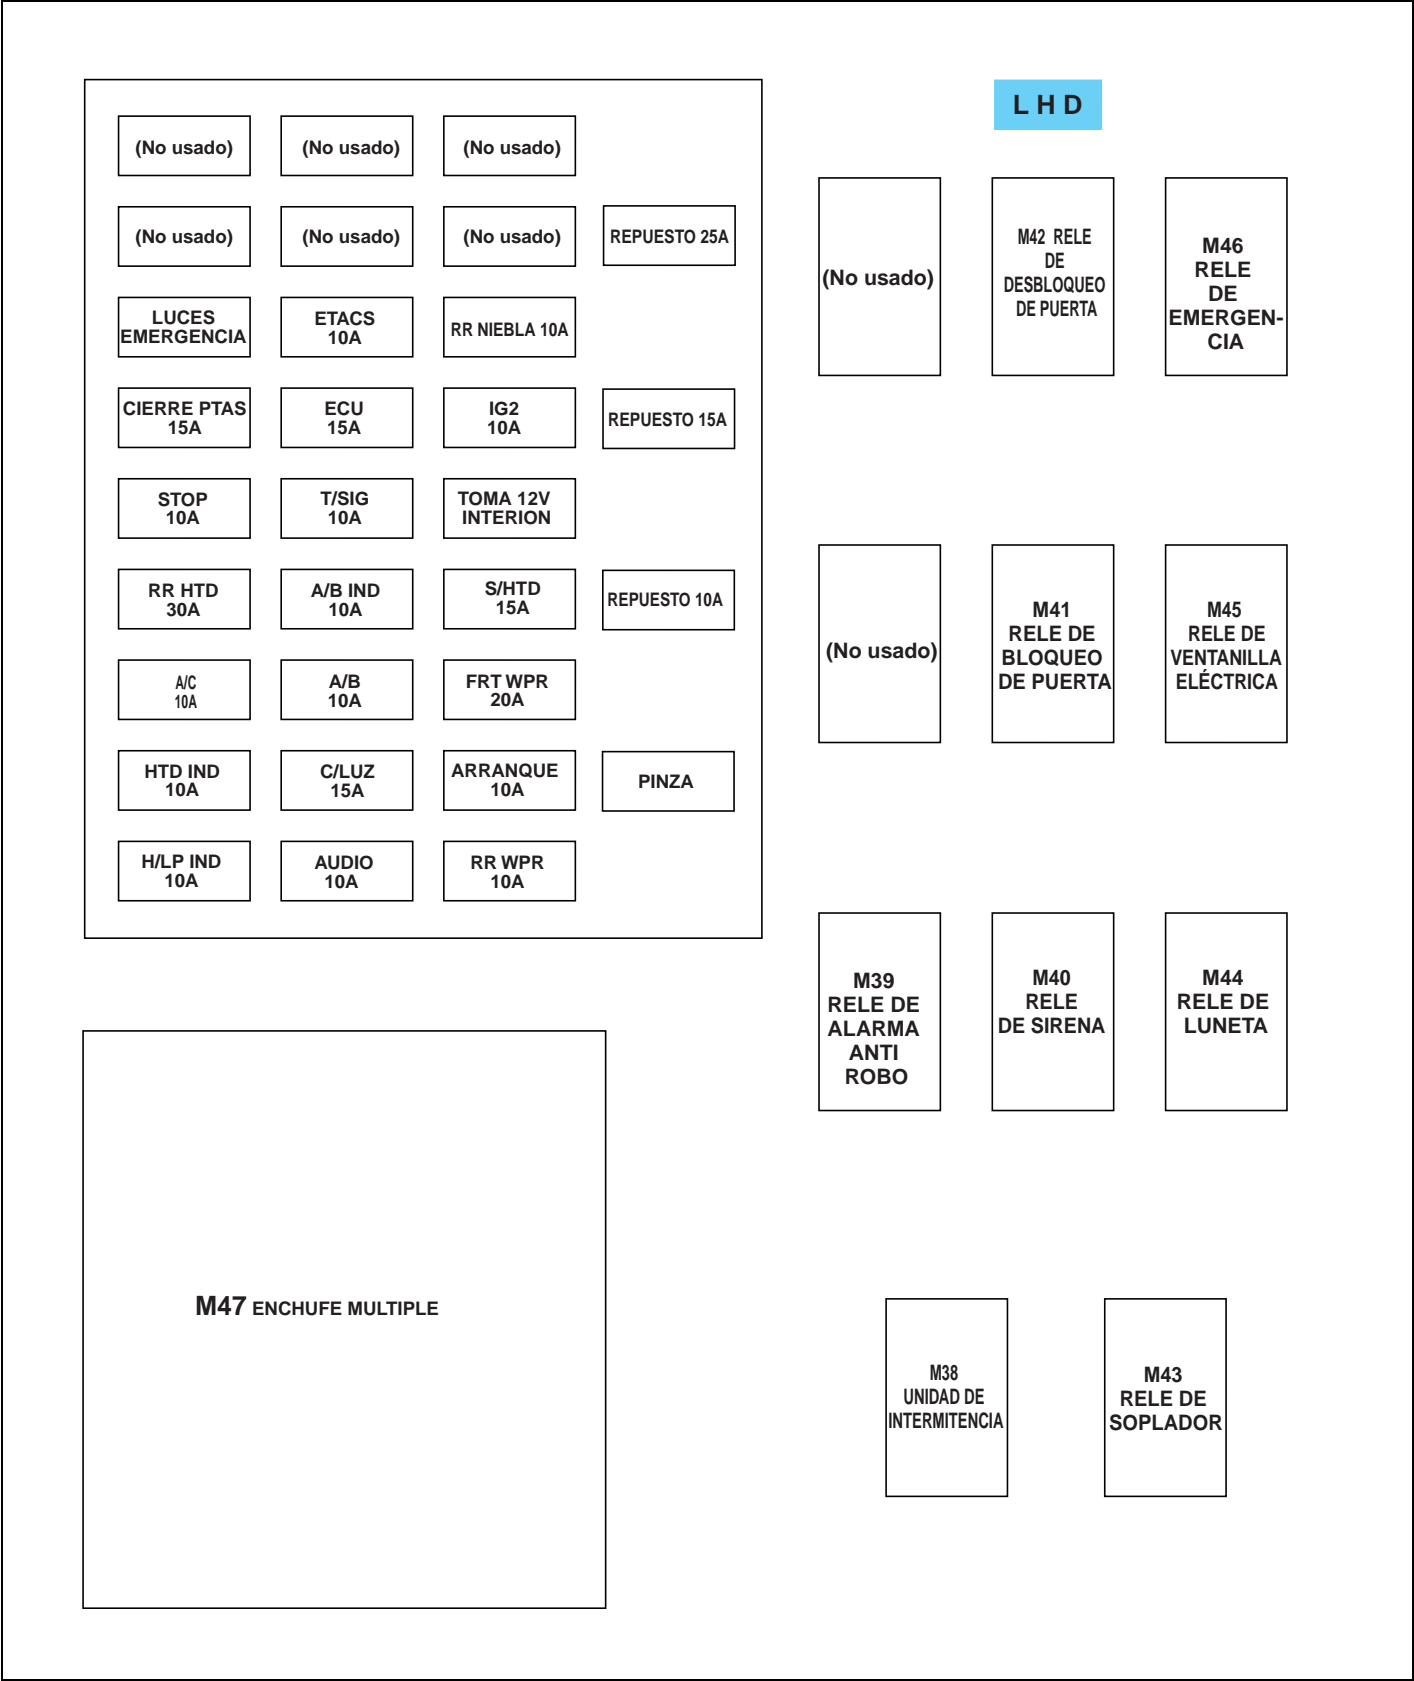 L H D
(No usado)
(No usado)
(No usado)
(No usado)
(No usado)
(No usado)
REPUESTO 25A
LUCES
EMERGENCIA
ETACS
10A
RR NIEBLA 10A
CIERRE PTAS
15A
ECU
15A
IG2
10A
REPUESTO 15A
STOP
10A
T/SIG
10A
TOMA 12V
INTERION
RR HTD
30A
A/B IND
10A
S/HTD
15A
REPUESTO 10A
A/C
10A
A/B
10A
FRT WPR
20A
HTD IND
10A
C/LUZ
15A
ARRANQUE
10A
PINZA
H/LP IND
10A
AUDIO
10A
RR WPR
10A
(No usado)
M42 RELE
DE
DESBLOQUEO
DE PUERTA
M46
RELE
DE
EMERGEN-
CIA
(No usado)
M41
RELE DE
BLOQUEO
DE PUERTA
M45
RELE DE
VENTANILLA
ELÉCTRICA
M39
RELE DE
ALARMA
ANTI
ROBO
M40
RELE
DE SIRENA
M44
RELE DE
LUNETA
M47 ENCHUFE MULTIPLE
M38
UNIDAD DE
INTERMITENCIA
M43
RELE DE
SOPLADOR